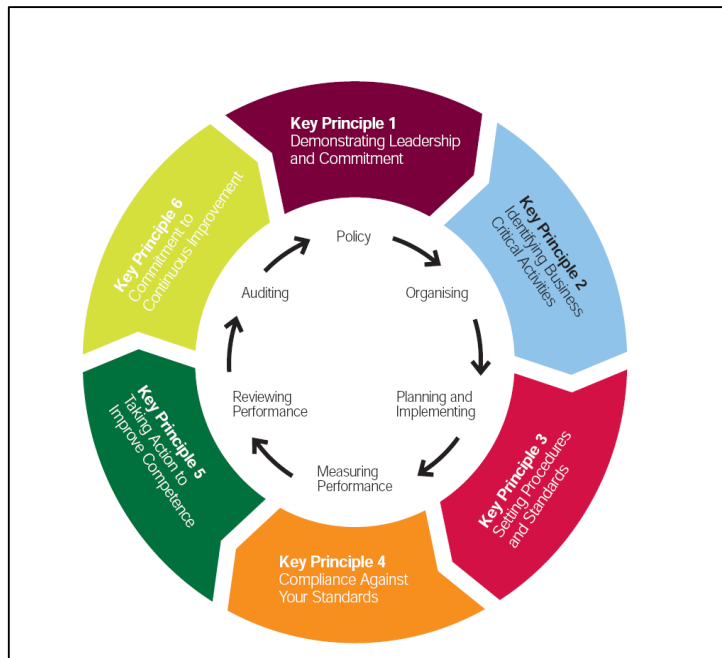 Key Principle 1
Demonstrating Leadership
and Commitment
Key Principle 2
Identifying Business
Critical Activities
Key Principle 3
Setting Procedures
and Standards
Key Principle 4
Compliance Against
Your Standards
Key Principle 5
Taking Action to
Improve Competence
Key Principle 6
Commitment to
Continuous Improvement
Policy
Organising
Planning and
Implementing
Measuring
Performance
Reviewing
Performance
Auditing